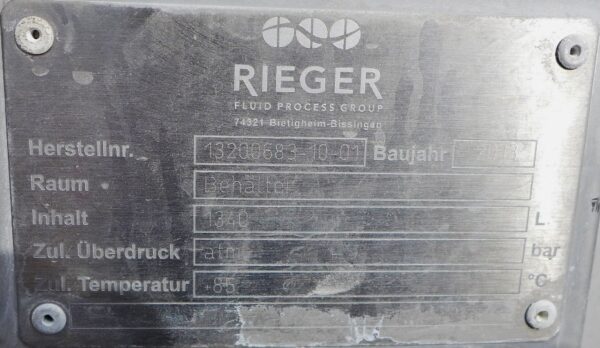 RIEGER
FLUID PROCESS GROUP
74321 Bietigheim-Bissingen
Herstellnr. 13200683-10-01 Baujahr
Raum Behälter
Inhalt 1340 L
Zul. Überdruck atm bar
Zul. Temperatur +85 °C